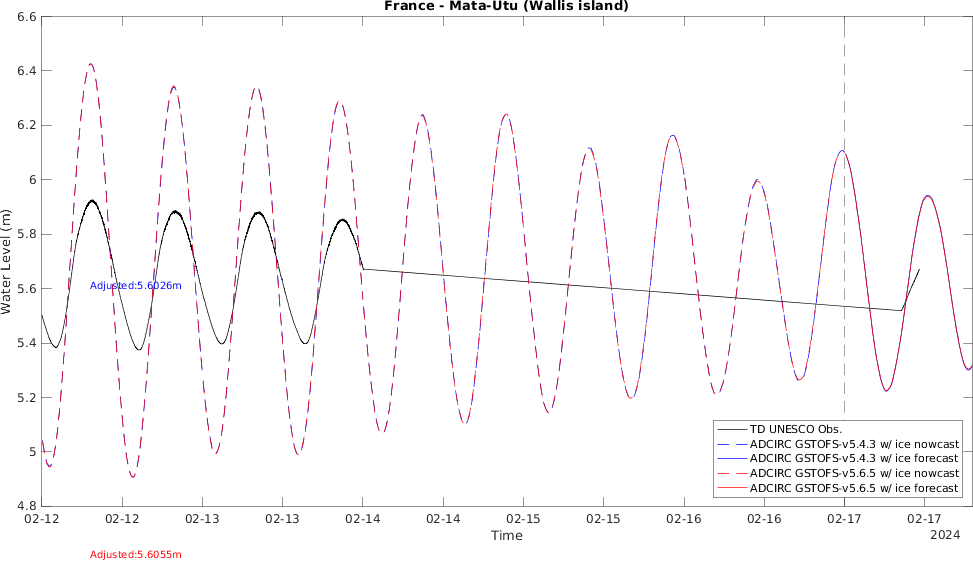 France - Mata-Utu (Wallis island)
6.6
6.4
6.2
6
5.8
5.6
5.4
5.2
5
4.8
Water Level (m)
Adjusted:5.6026m
TD UNESCO Obs.
ADCIRC GSTOFS-v5.4.3 w/ ice nowcast
ADCIRC GSTOFS-v5.4.3 w/ ice forecast
ADCIRC GSTOFS-v5.6.5 w/ ice nowcast
ADCIRC GSTOFS-v5.6.5 w/ ice forecast
02-12 02-12 02-13 02-13 02-14 02-14 02-15 02-15 02-16 02-16 02-17 02-17
Time
2024
Adjusted:5.6055m